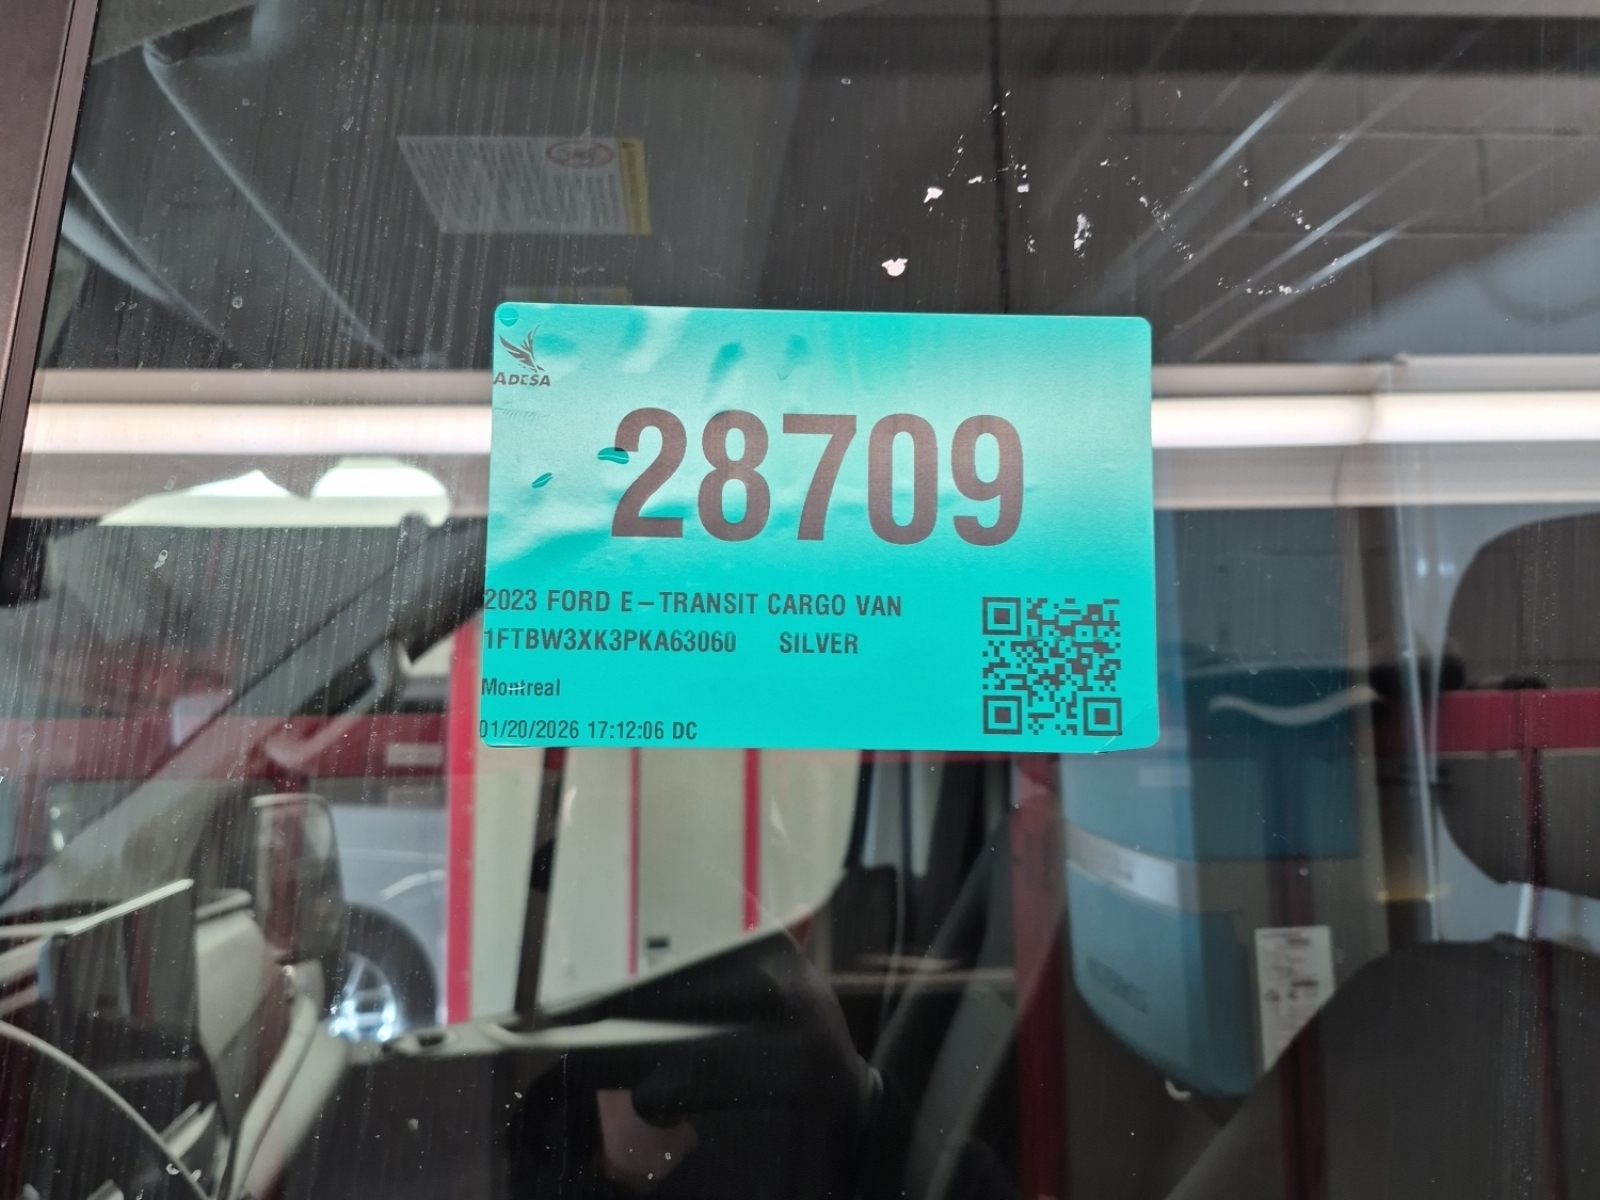 ADESA
28709
2023 FORD E-TRANSIT CARGO VAN
1FTBW3XK3PKA63060 SILVER
Montreal
01/20/2026 17:12:06 DC